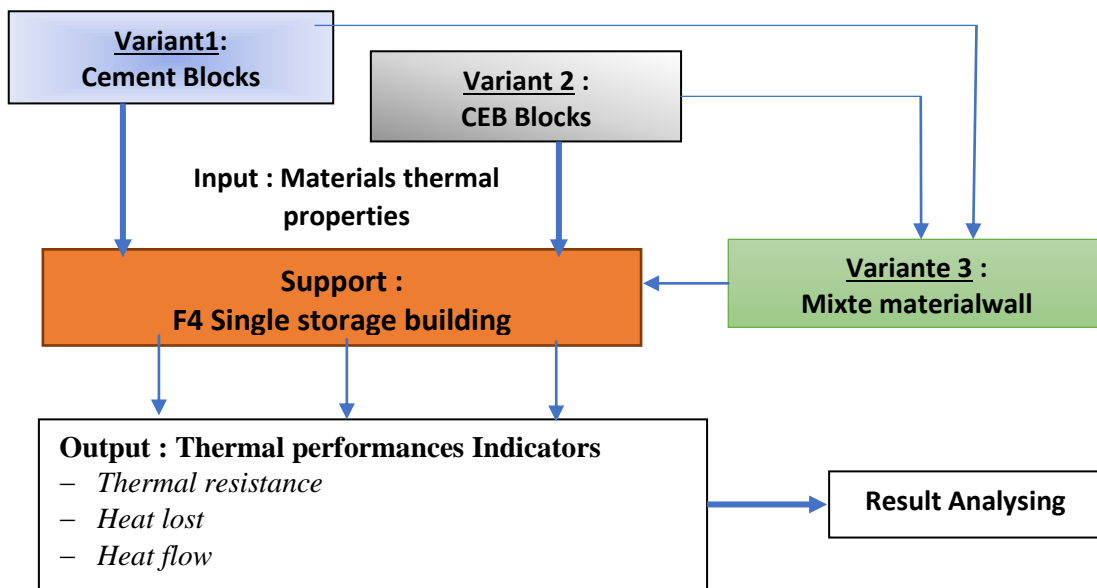 Variant1:
Cement Blocks
Variant 2 :
CEB Blocks
Input : Materials thermal
properties
Support :
F4 Single storage building
Variante 3 :
Mixte materialwall
Output : Thermal performances Indicators
− Thermal resistance
− Heat lost
− Heat flow
Result Analysing